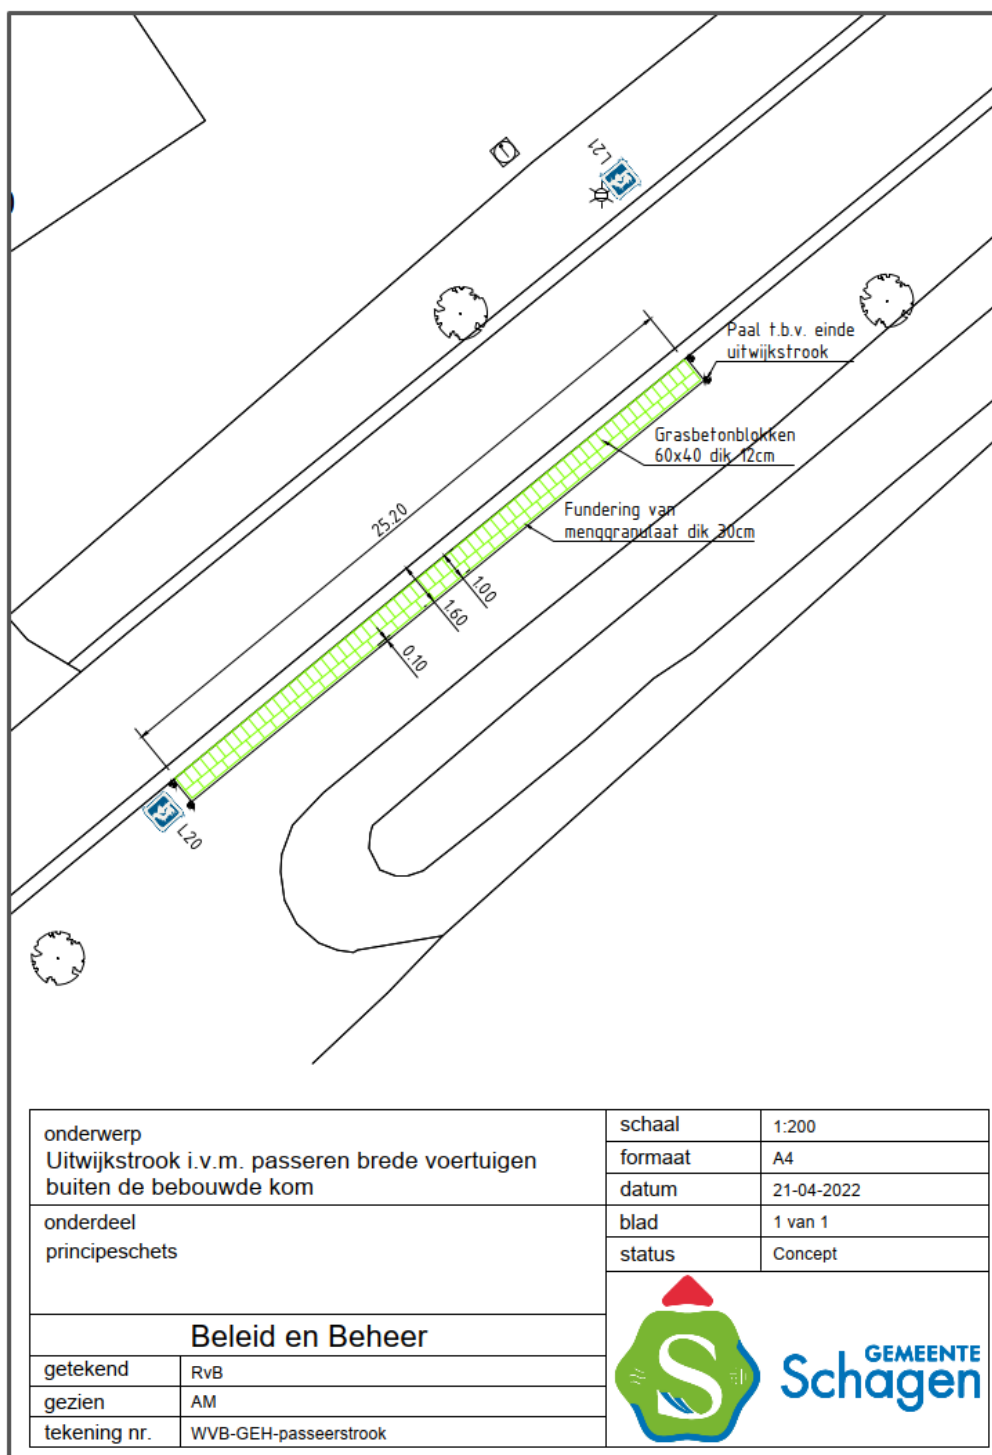 L21
Paal t.b.v. einde
uitwijkstrook
Grasbetonblokken
60x40 dik 12cm
Fundering van
menggranulaat dik 30cm
25.20
1.00
1.60
0.10
L20
onderwerp
Uitwijkstrook i.v.m. passeren brede voertuigen
buiten de bebouwde kom
onderdeel
principeschets
Beleid en Beheer
getekend RvB
gezien AM
tekening nr. WVB-GEH-passeerstrook
schaal 1:200
formaat A4
datum 21-04-2022
blad 1 van 1
status Concept
S
GEMEENTE
Schagen